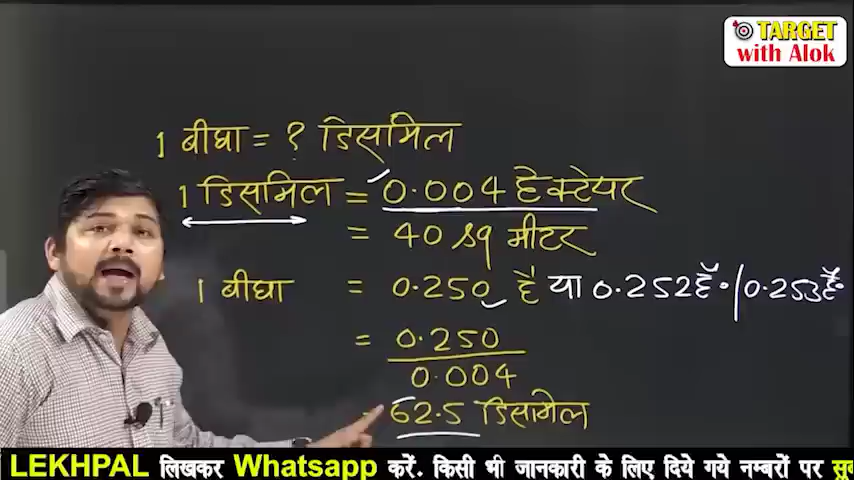 TARGET
with Alok
1 बीघा = ? डिसमिल
1 डिसमिल = 0.004 हेक्टेयर
= 40 sq मीटर
1 बीघा = 0.250 है या 0.252 है॰/0.253 है॰
= 0.250
0.004
= 62.5 डिसमिल
LEKHPAL लिखकर Whatsapp करें. किसी भी जानकारी के लिए दिये गये नम्बरों पर